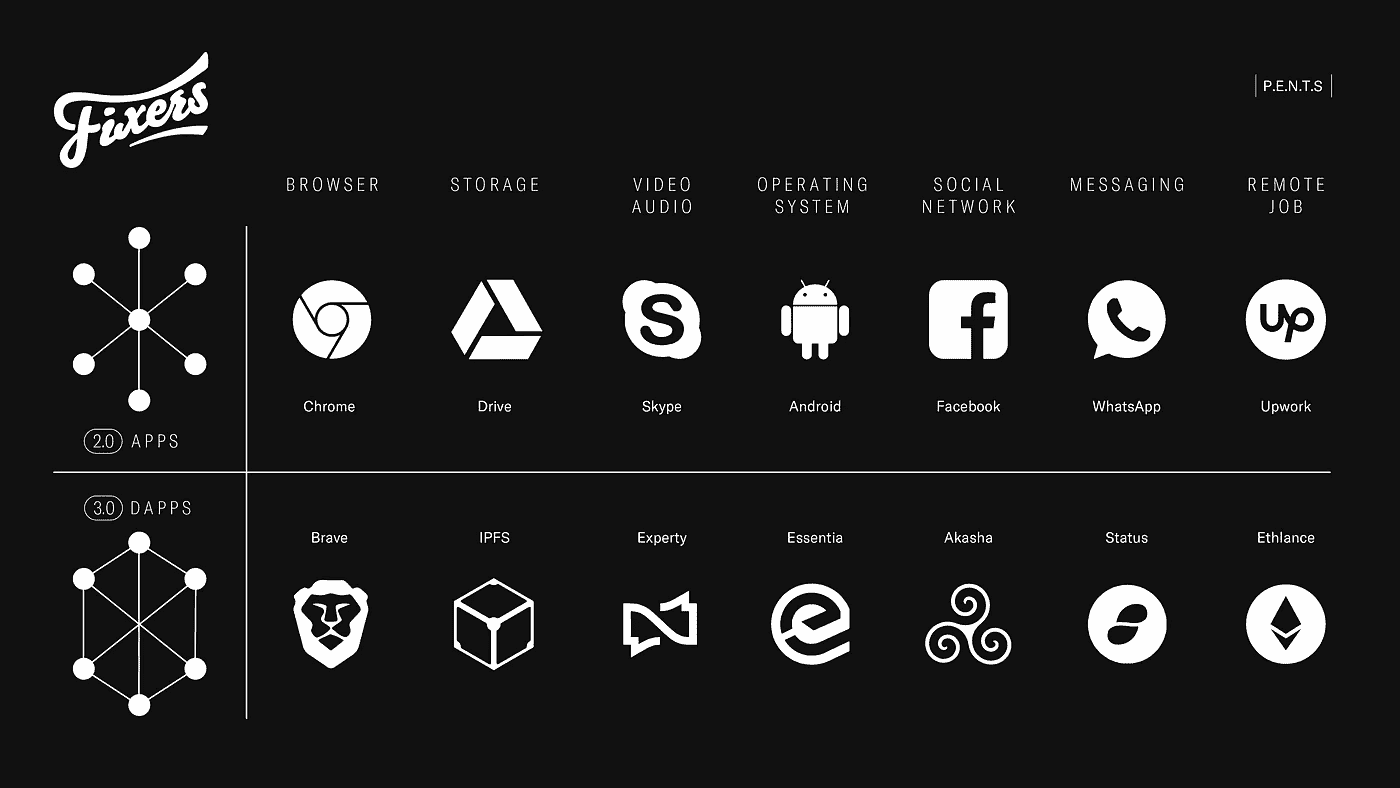 Fixers
P.E.N.T.S
BROWSER
STORAGE
VIDEO
AUDIO
OPERATING
SYSTEM
SOCIAL
NETWORK
MESSAGING
REMOTE
JOB
S
f
up
Chrome
Drive
Skype
Android
Facebook
WhatsApp
Upwork
2.0 APPS
3.0 DAPPS
Brave
IPFS
Experty
Essentia
Akasha
Status
Ethlance
e